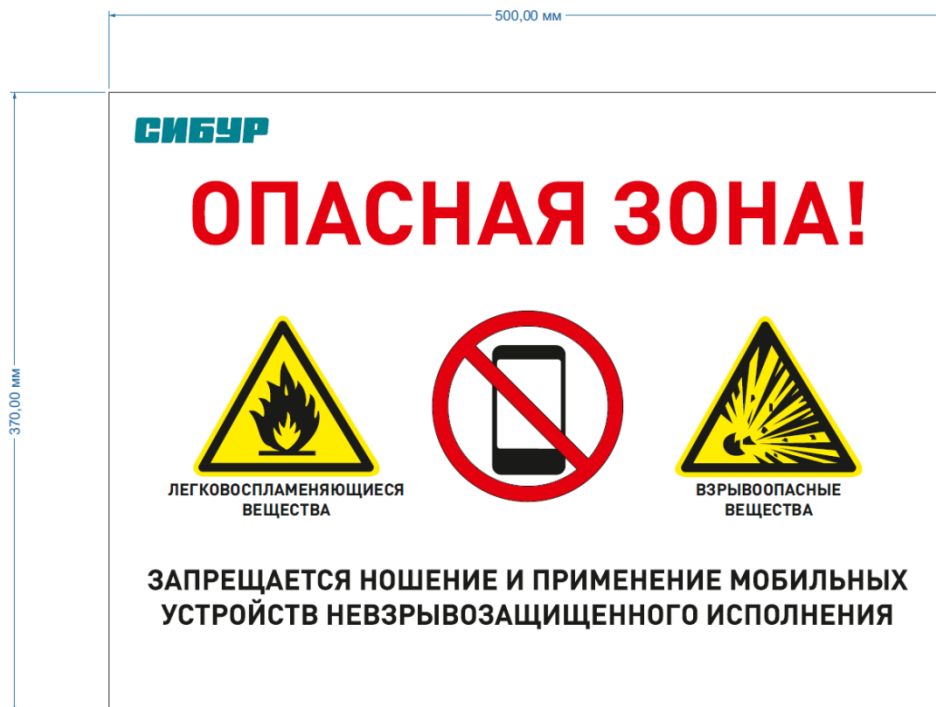 500,00 мм
370,00 мм
СИБУР
ОПАСНАЯ ЗОНА!
ЛЕГКОВОСПЛАМЕНЯЮЩИЕСЯ
ВЕЩЕСТВА
ВЗРЫВООПАСНЫЕ
ВЕЩЕСТВА
ЗАПРЕЩАЕТСЯ НОШЕНИЕ И ПРИМЕНЕНИЕ МОБИЛЬНЫХ
УСТРОЙСТВ НЕВЗРЫВОЗАЩИЩЕННОГО ИСПОЛНЕНИЯ